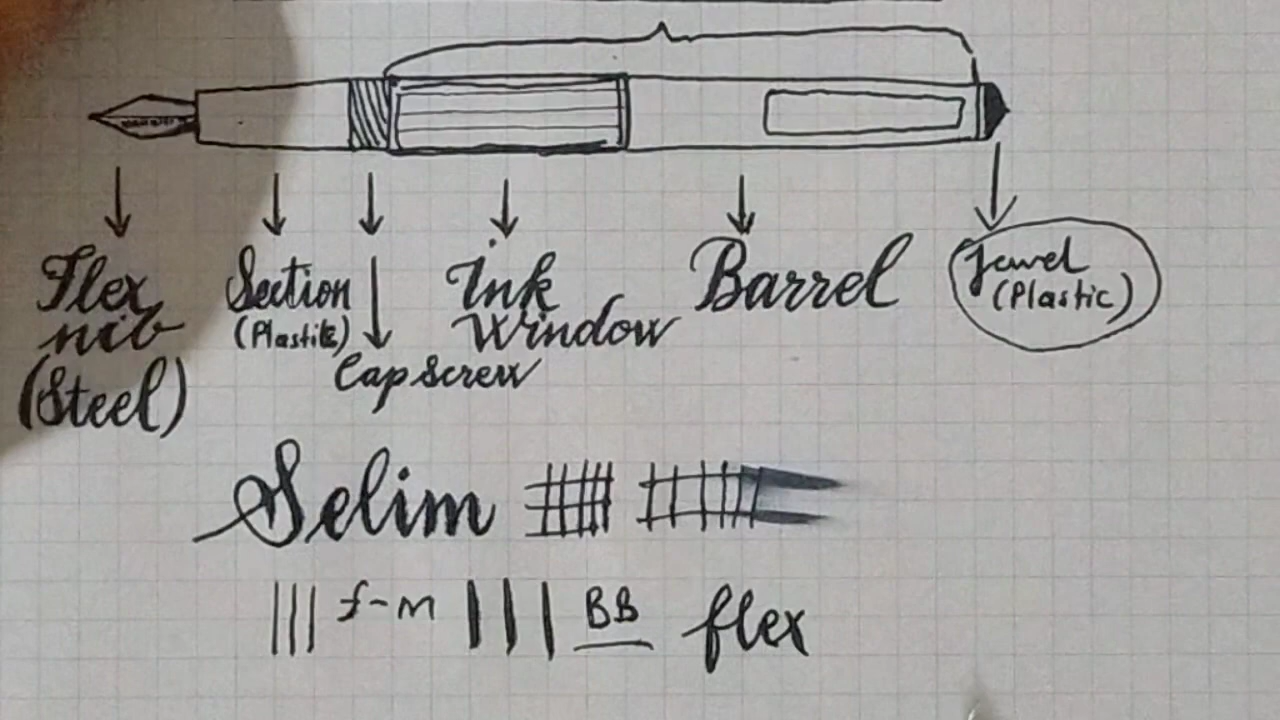 Flex
nib
(Steel)
Section
(Plastik)
Cap screw
Ink
Window
Barrel
Jewel
(Plastic)
Selim
f-m
BB
flex